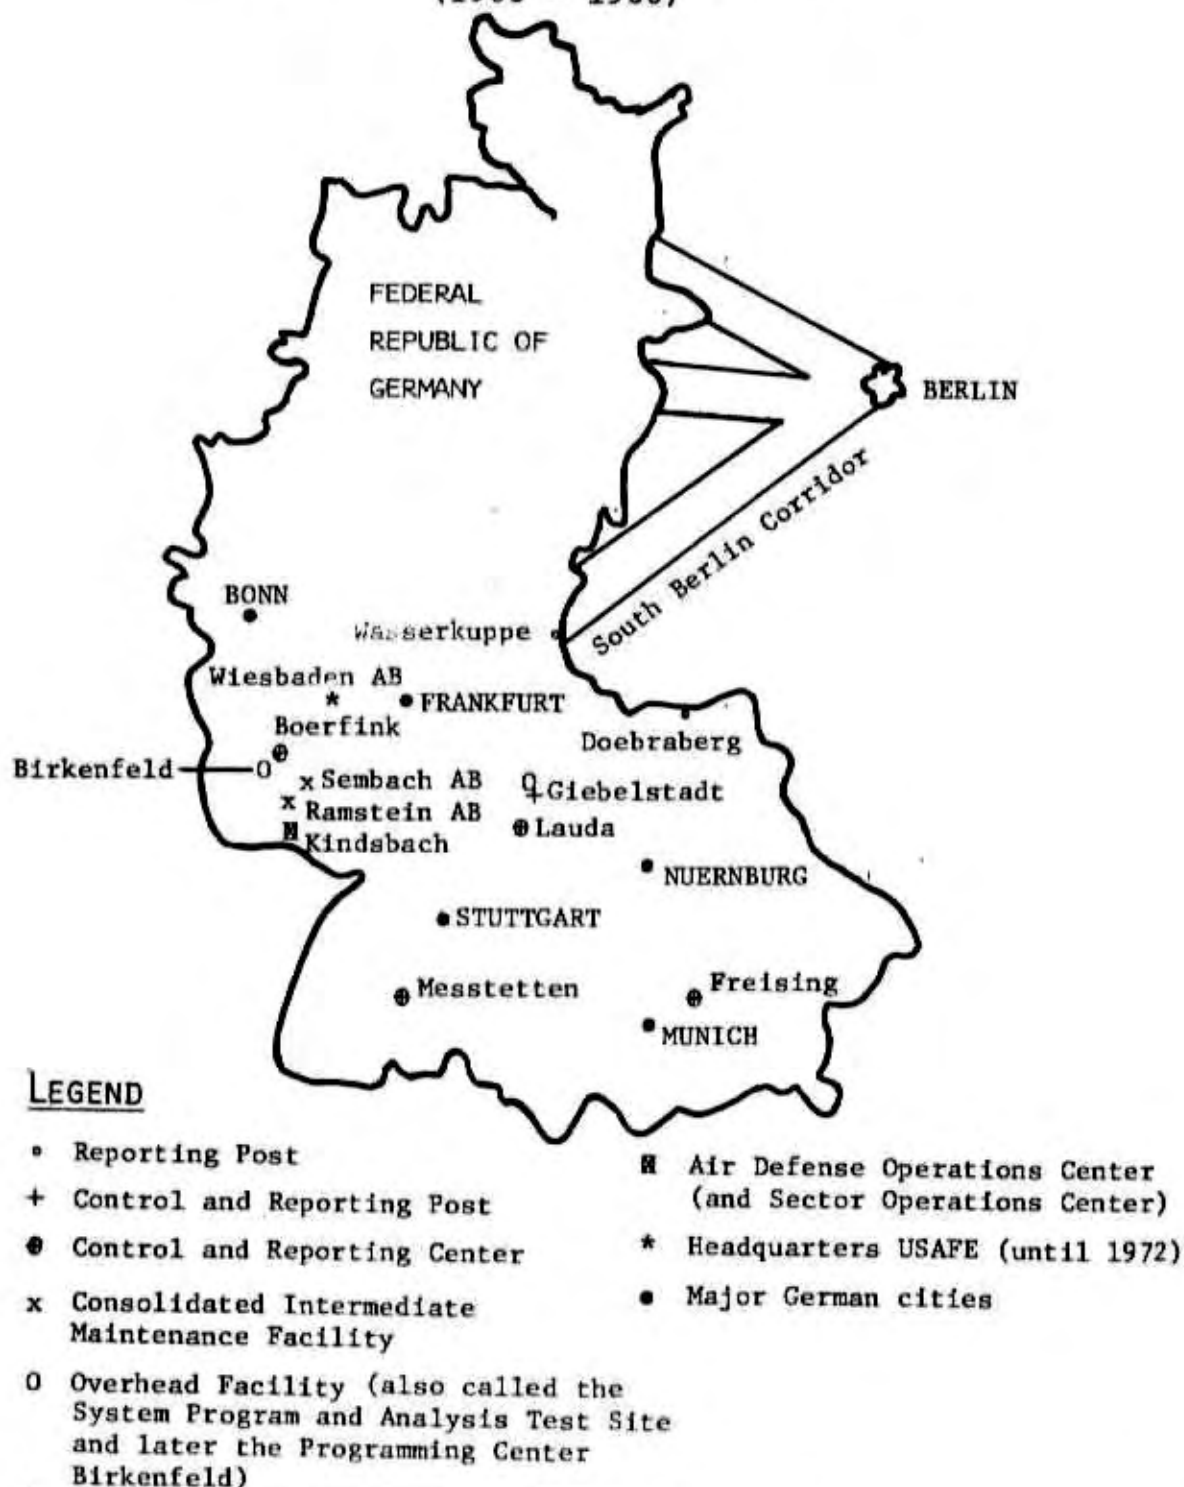 FEDERAL
REPUBLIC OF
GERMANY
BERLIN
South Berlin Corridor
BONN
Wasserkuppe
Wiesbaden AB
FRANKFURT
Boerfink
Doebraberg
Birkenfeld
Sembach AB
Giebelstadt
Ramstein AB
Lauda
Kindsbach
NUERNBURG
STUTTGART
Messtetten
Freising
MUNICH
LEGEND
Reporting Post
+ Control and Reporting Post
Control and Reporting Center
x Consolidated Intermediate
Maintenance Facility
O Overhead Facility (also called the
System Program and Analysis Test Site
and later the Programming Center
Birkenfeld)
Air Defense Operations Center
(and Sector Operations Center)
* Headquarters USAFE (until 1972)
• Major German cities